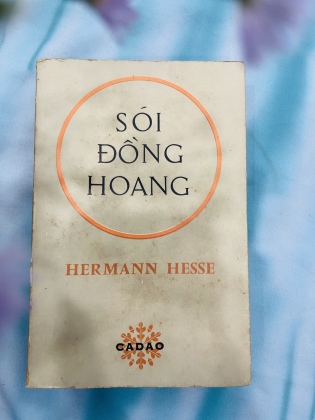 SÓI
ĐỒNG
HOANG
HERMANN HESSE
CADAO